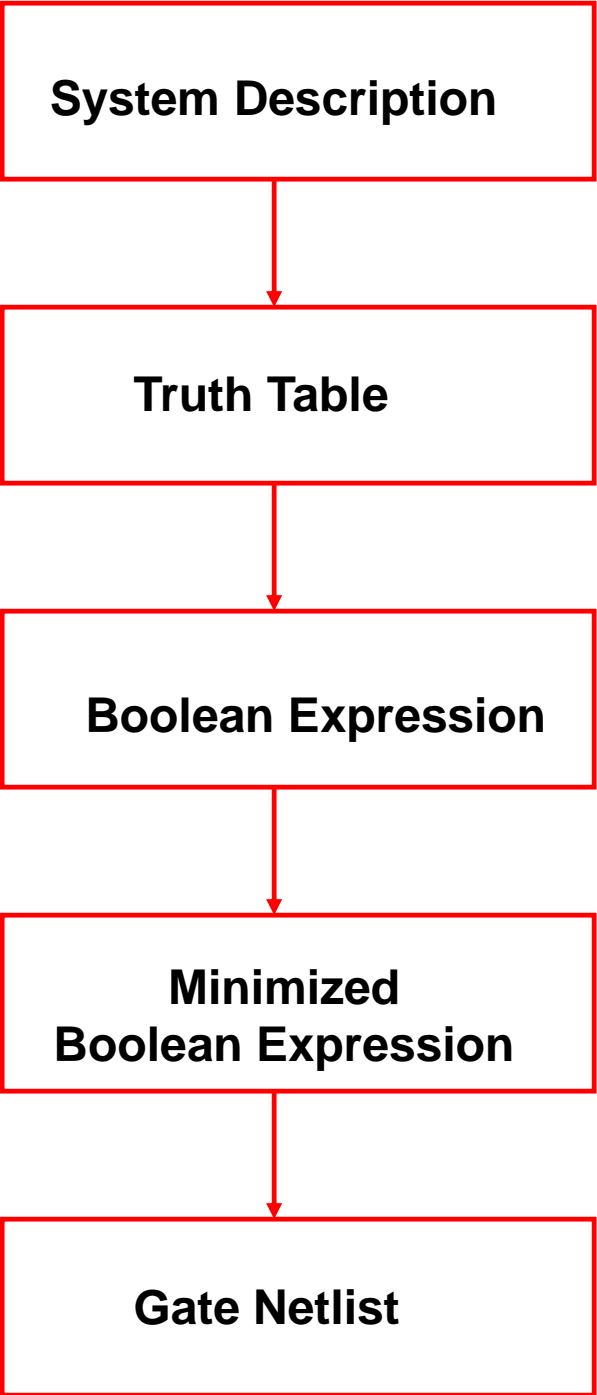 System Description
Truth Table
Boolean Expression
Minimized
Boolean Expression
Gate Netlist